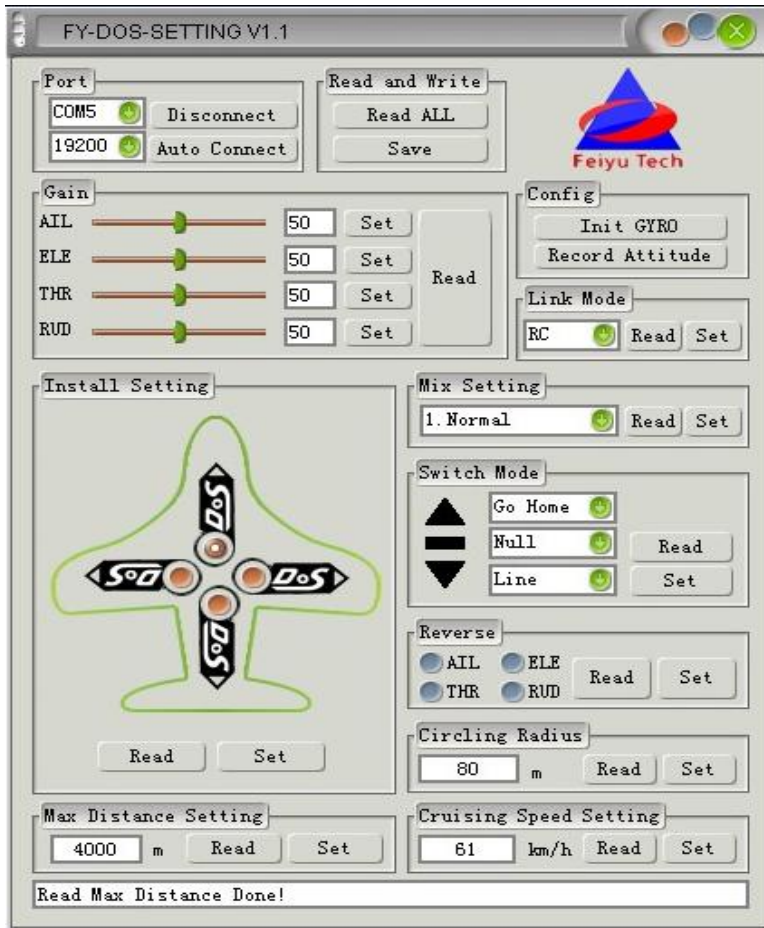 FY-DOS-SETTING V1.1
Port
COM5 Disconnect
19200 Auto Connect
Read and Write
Read ALL
Save
Feiyu Tech
Gain
AIL 50 Set
ELE 50 Set
THR 50 Set
RUD 50 Set
Read
Config
Init GYRO
Record Attitude
Link Mode
RC Read Set
Install Setting
DoS
DoS
DoS
DoS
Read Set
Mix Setting
1.Normal Read Set
Switch Mode
Go Home
Null Read
Line Set
Reverse
AIL ELE
THR RUD
Read Set
Circling Radius
80 m Read Set
Max Distance Setting
4000 m Read Set
Cruising Speed Setting
61 km/h Read Set
Read Max Distance Done!